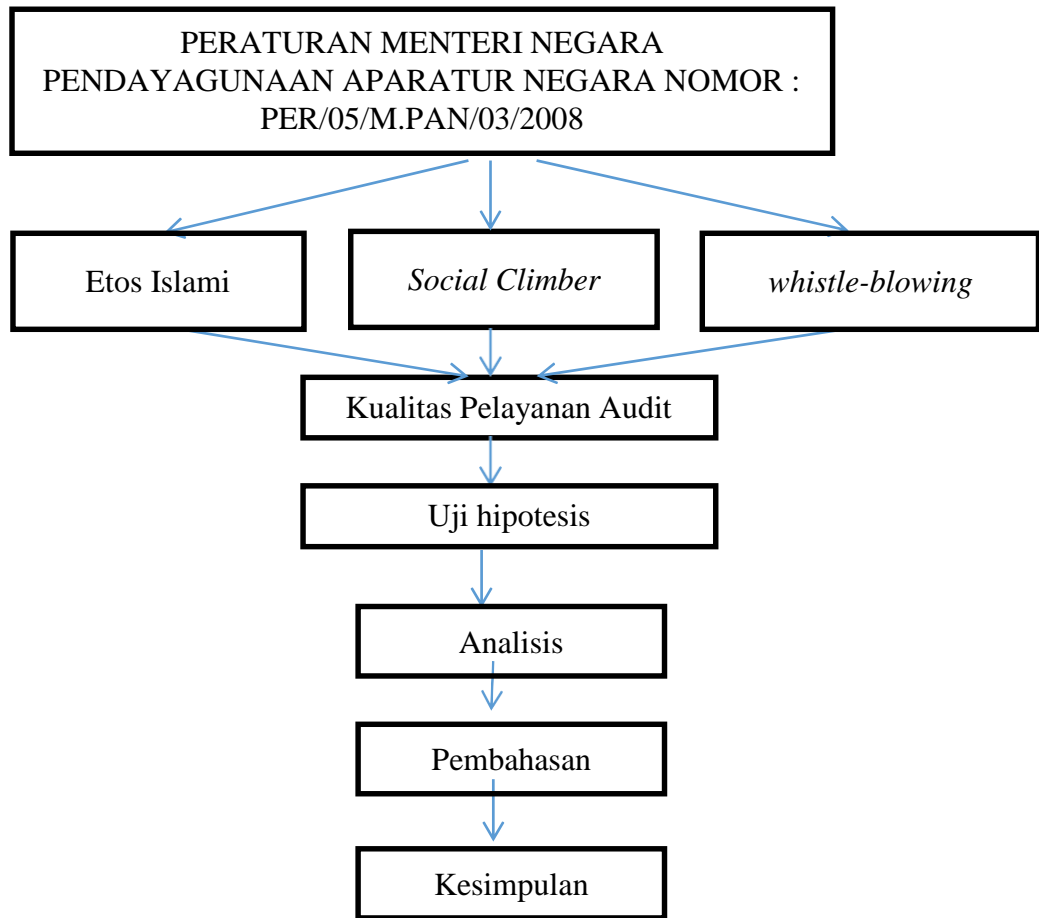 PERATURAN MENTERI NEGARA
PENDAYAGUNAAN APARATUR NEGARA NOMOR :
PER/05/M.PAN/03/2008
Etos Islami
Social Climber
whistle-blowing
Kualitas Pelayanan Audit
Uji hipotesis
Analisis
Pembahasan
Kesimpulan